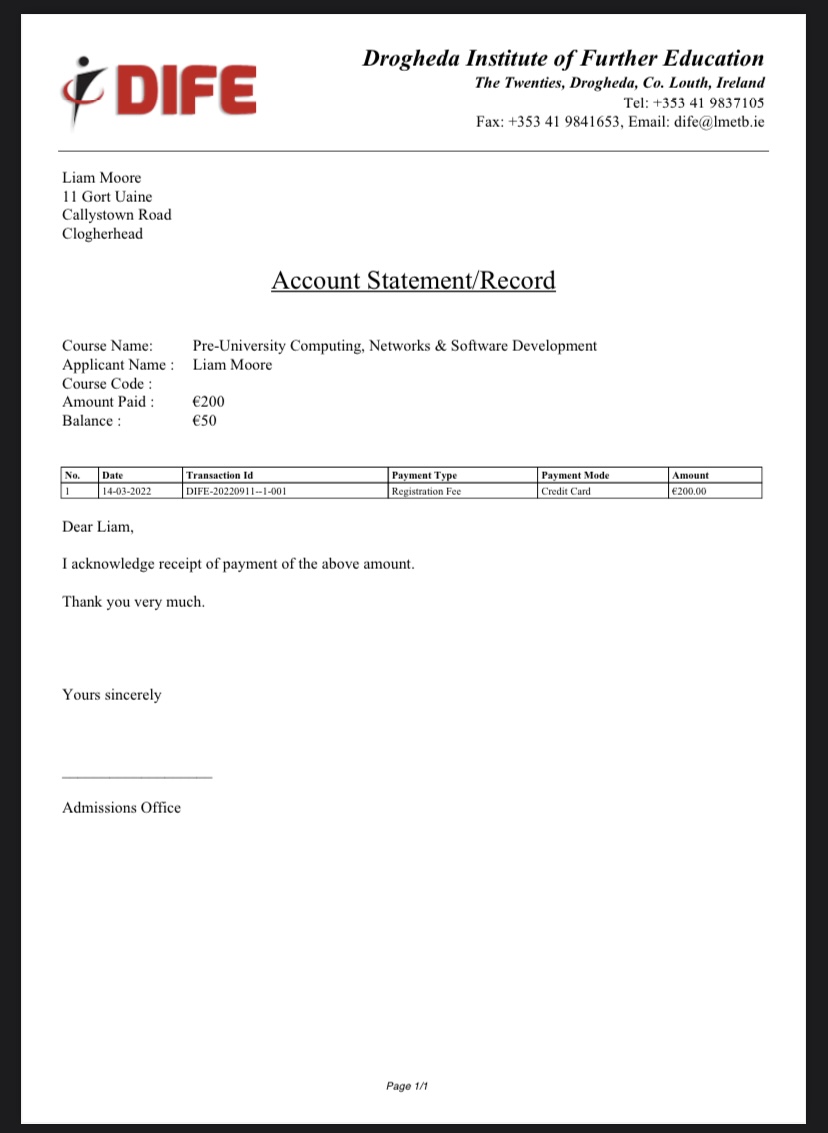 DIFE
Drogheda Institute of Further Education
The Twenties, Drogheda, Co. Louth, Ireland
Tel: +353 41 9837105
Fax: +353 41 9841653, Email: dife@lmetb.ie
Liam Moore
11 Gort Uaine
Callystown Road
Clogherhead
Account Statement/Record
Course Name: Pre-University Computing, Networks & Software Development
Applicant Name : Liam Moore
Course Code :
Amount Paid : €200
Balance : €50
No. Date Transaction Id Payment Type Payment Mode Amount
1 14-03-2022 DIFE-20220911--1-001 Registration Fee Credit Card €200.00
Dear Liam,
I acknowledge receipt of payment of the above amount.
Thank you very much.
Yours sincerely
Admissions Office
Page 1/1